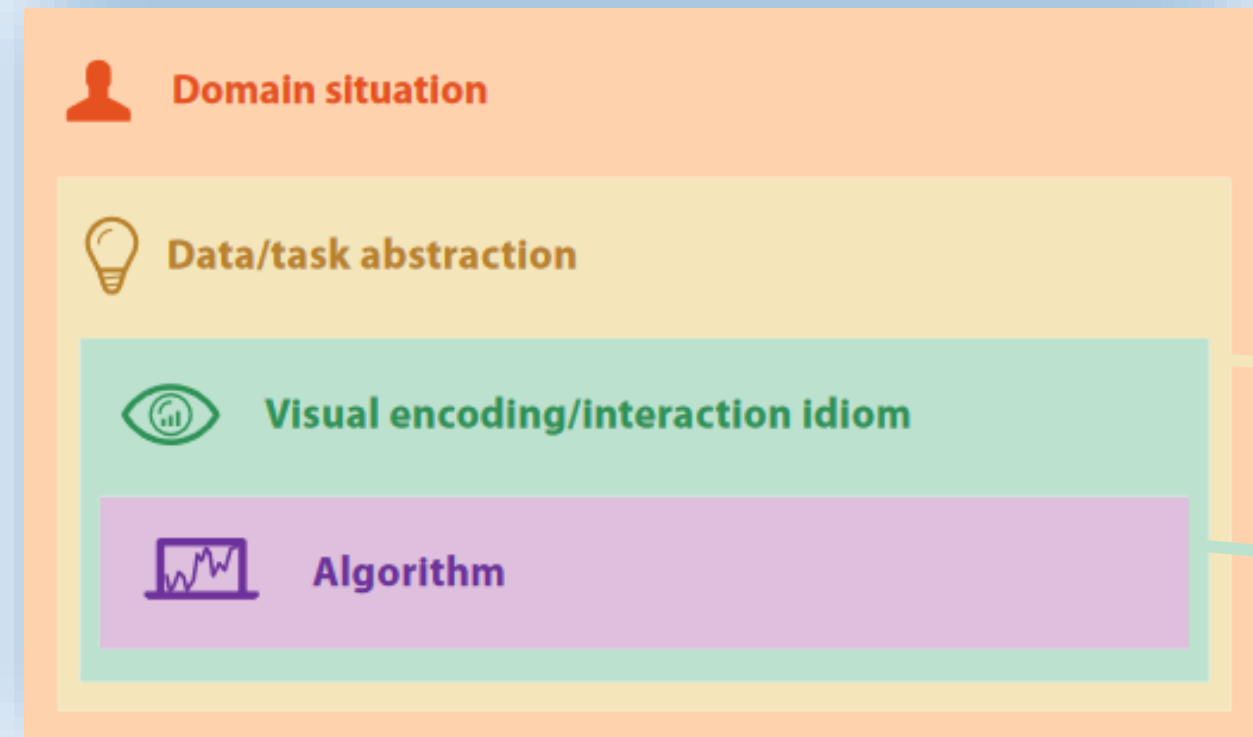 Domain situation
Data/task abstraction
Visual encoding/interaction idiom
Algorithm